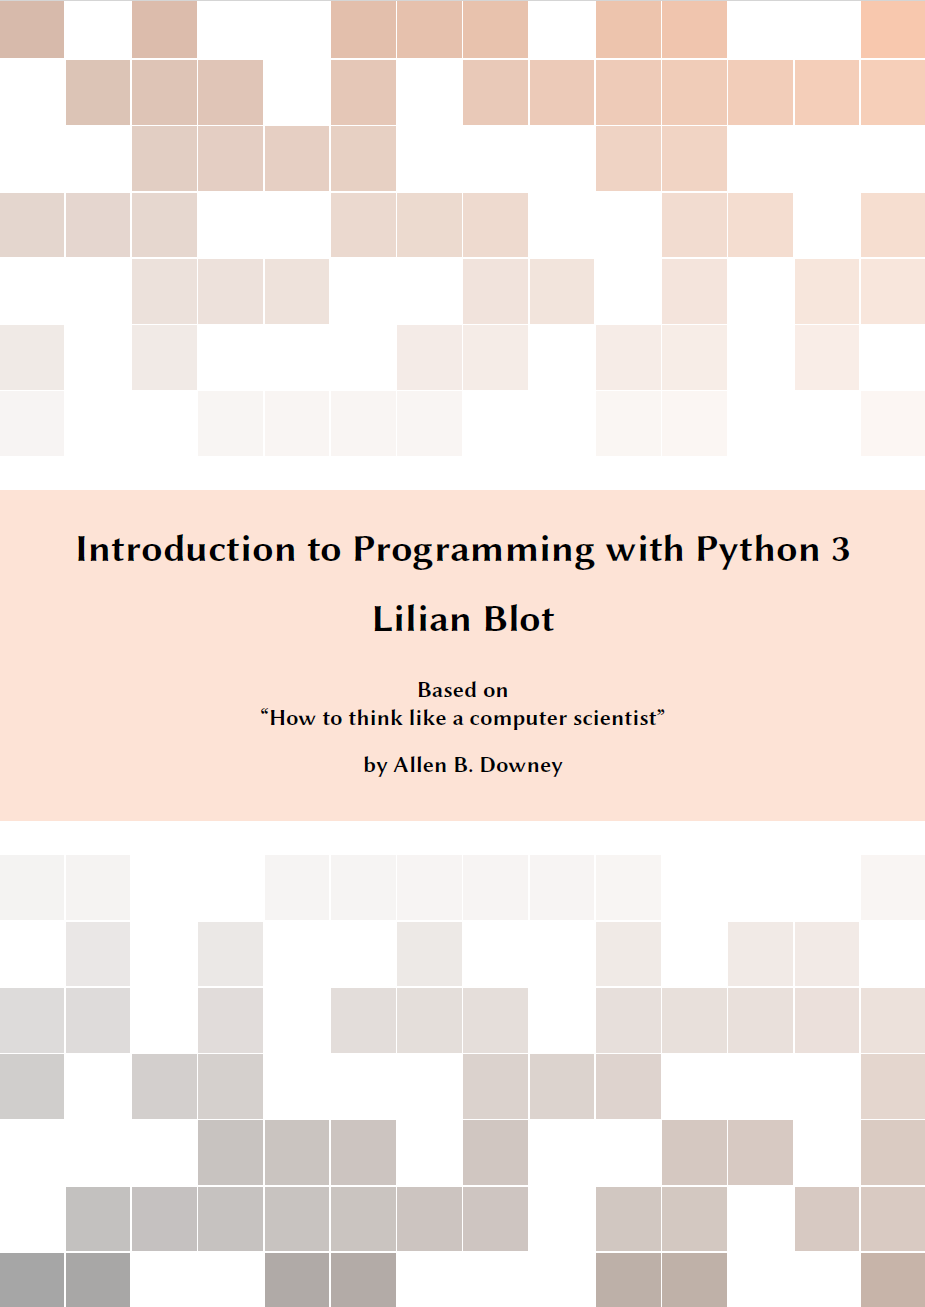 Introduction to Programming with Python 3
Lilian Blot
Based on
“How to think like a computer scientist”
by Allen B. Downey